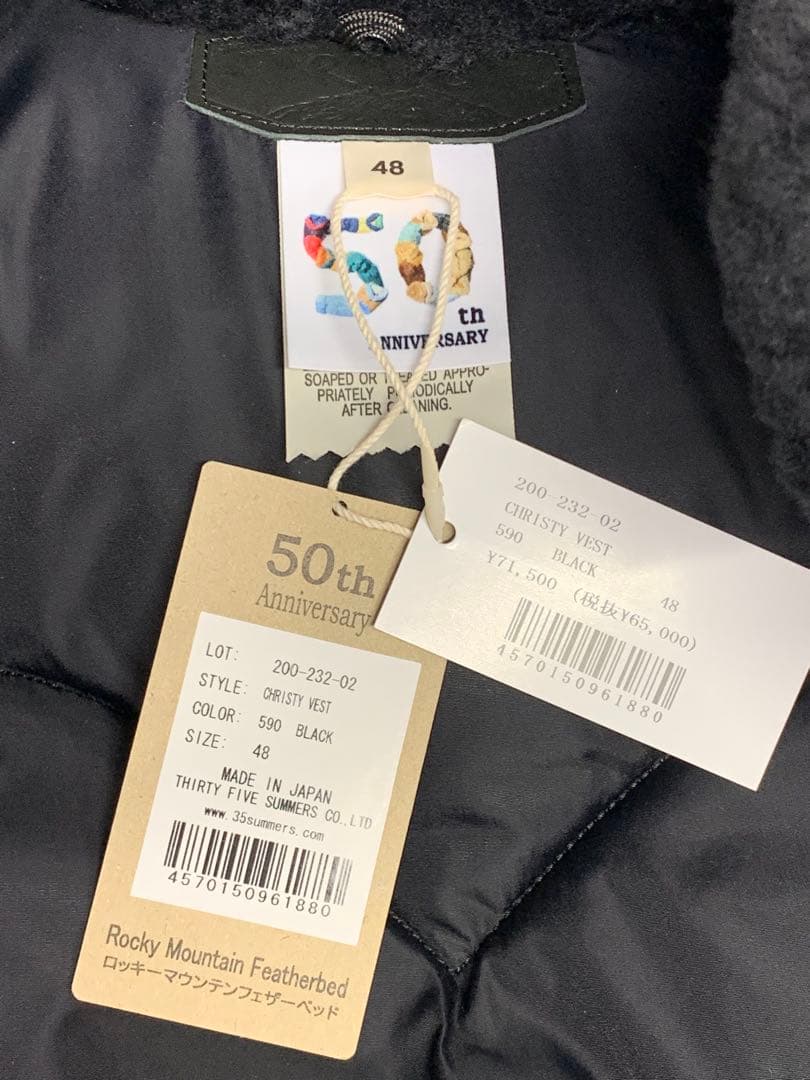 48
50
th
NNIVERSARY
SOAPED OR TREATED APPRO-
PRIATELY PERIODICALLY
AFTER CLEANING.
200-232-02
CHRISTY VEST
590 BLACK 48
¥71,500 (税抜¥65,000)
4570150961880
50th
Anniversary
LOT: 200-232-02
STYLE: CHRISTY VEST
COLOR: 590 BLACK
SIZE: 48
MADE IN JAPAN
THIRTY FIVE SUMMERS CO.,LTD
www.35summers.com
4570150961880
Rocky Mountain Featherbed
ロッキーマウンテンフェザーベッド